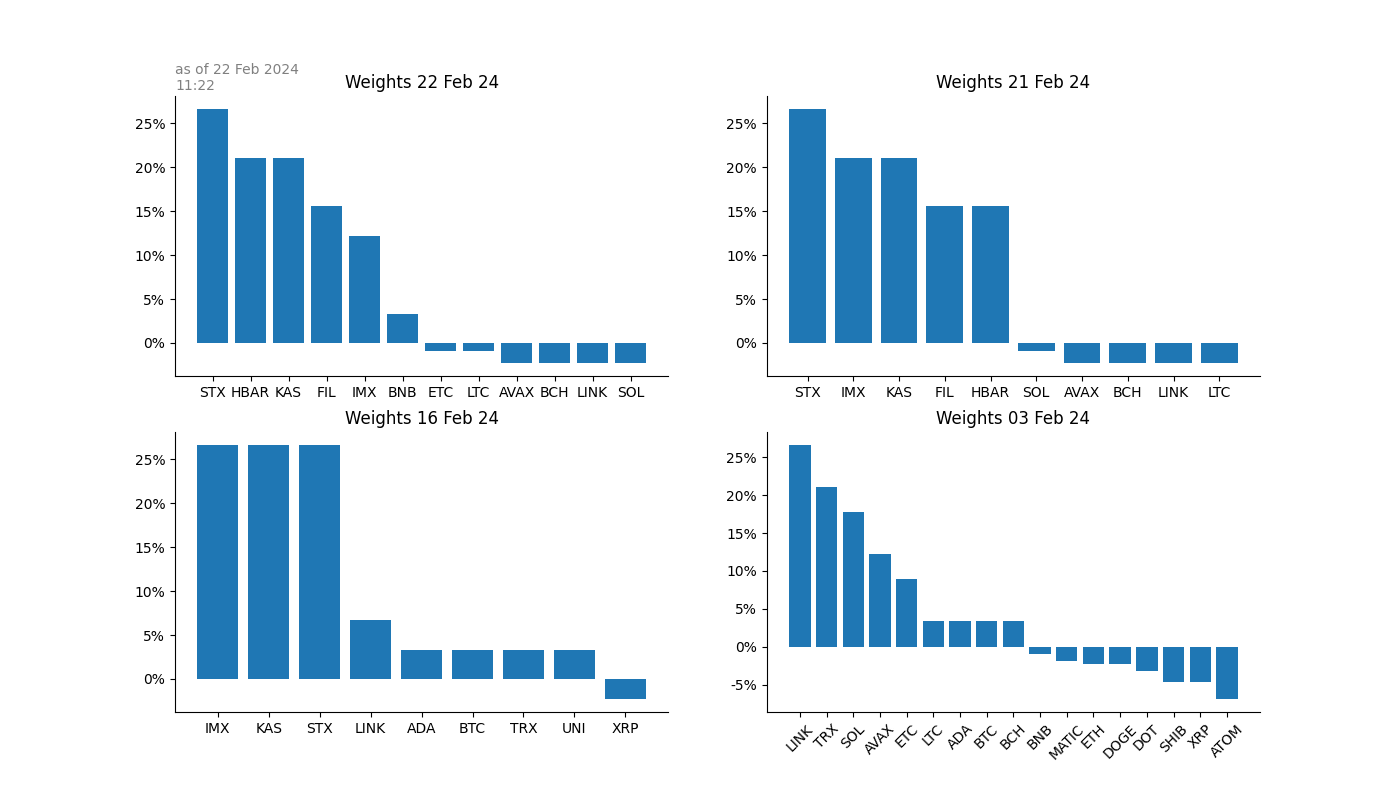 as of 22 Feb 2024
11:22
Weights 22 Feb 24
25%
20%
15%
10%
5%
0%
STX HBAR KAS FIL IMX BNB ETC LTC AVAX BCH LINK SOL
Weights 21 Feb 24
25%
20%
15%
10%
5%
0%
STX IMX KAS FIL HBAR SOL AVAX BCH LINK LTC
Weights 16 Feb 24
25%
20%
15%
10%
5%
0%
IMX KAS STX LINK ADA BTC TRX UNI XRP
Weights 03 Feb 24
25%
20%
15%
10%
5%
0%
-5%
LINK TRX SOL AVAX ETC LTC ADA BTC BCH BNB MATIC ETH DOGE DOT SHIB XRP ATOM